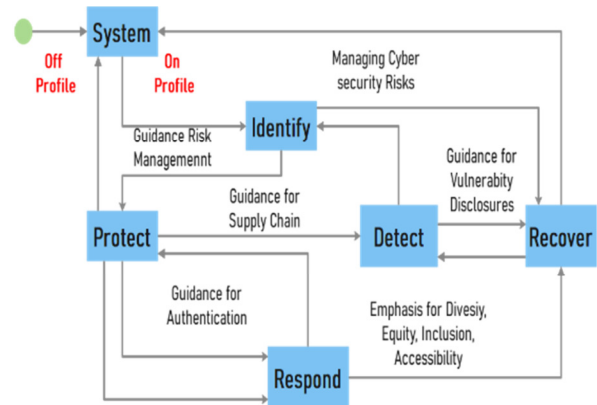 System
Off
Profile
On
Profile
Managing Cyber
security Risks
Identify
Guidance Risk
Managemennt
Guidance for
Vulnerabity
Disclosures
Guidance for
Supply Chain
Protect
Detect
Recover
Guidance for
Authentication
Emphasis for Divesiy,
Equity, Inclusion,
Accessibility
Respond